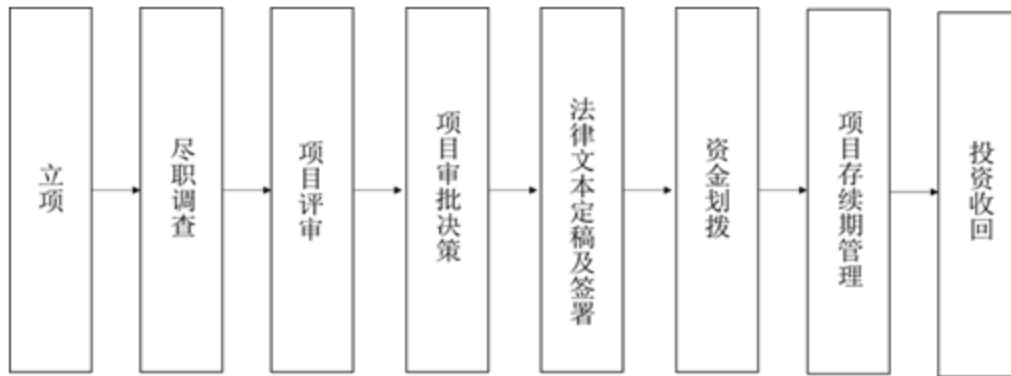 立项
尽职调查
项目评审
项目审批决策
法律文本定稿及签署
资金划拨
项目存续期管理
投资收回